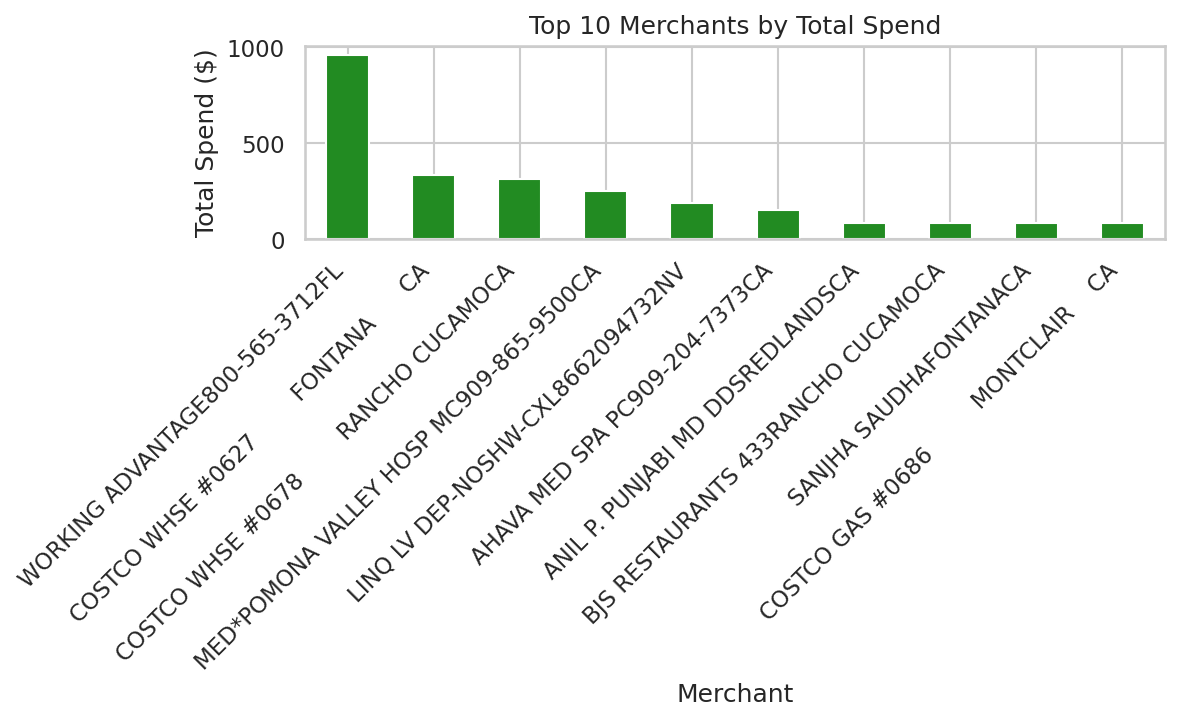 Top 10 Merchants by Total Spend
Total Spend ($)
1000
500
0
WORKING ADVANTAGE800-565-3712FL
COSTCO WHSE #0627 FONTANA CA
COSTCO WHSE #0678 RANCHO CUCAMOCA
MED*POMONA VALLEY HOSP MC909-865-9500CA
LINQ LV DEP-NOSHW-CXL8662094732NV
AHAVA MED SPA PC909-204-7373CA
ANIL P. PUNJABI MD DDSREDLANDSCA
BJS RESTAURANTS 433RANCHO CUCAMOCA
SANJHA SAUDHAFONTANACA
COSTCO GAS #0686 MONTCLAIR CA
Merchant